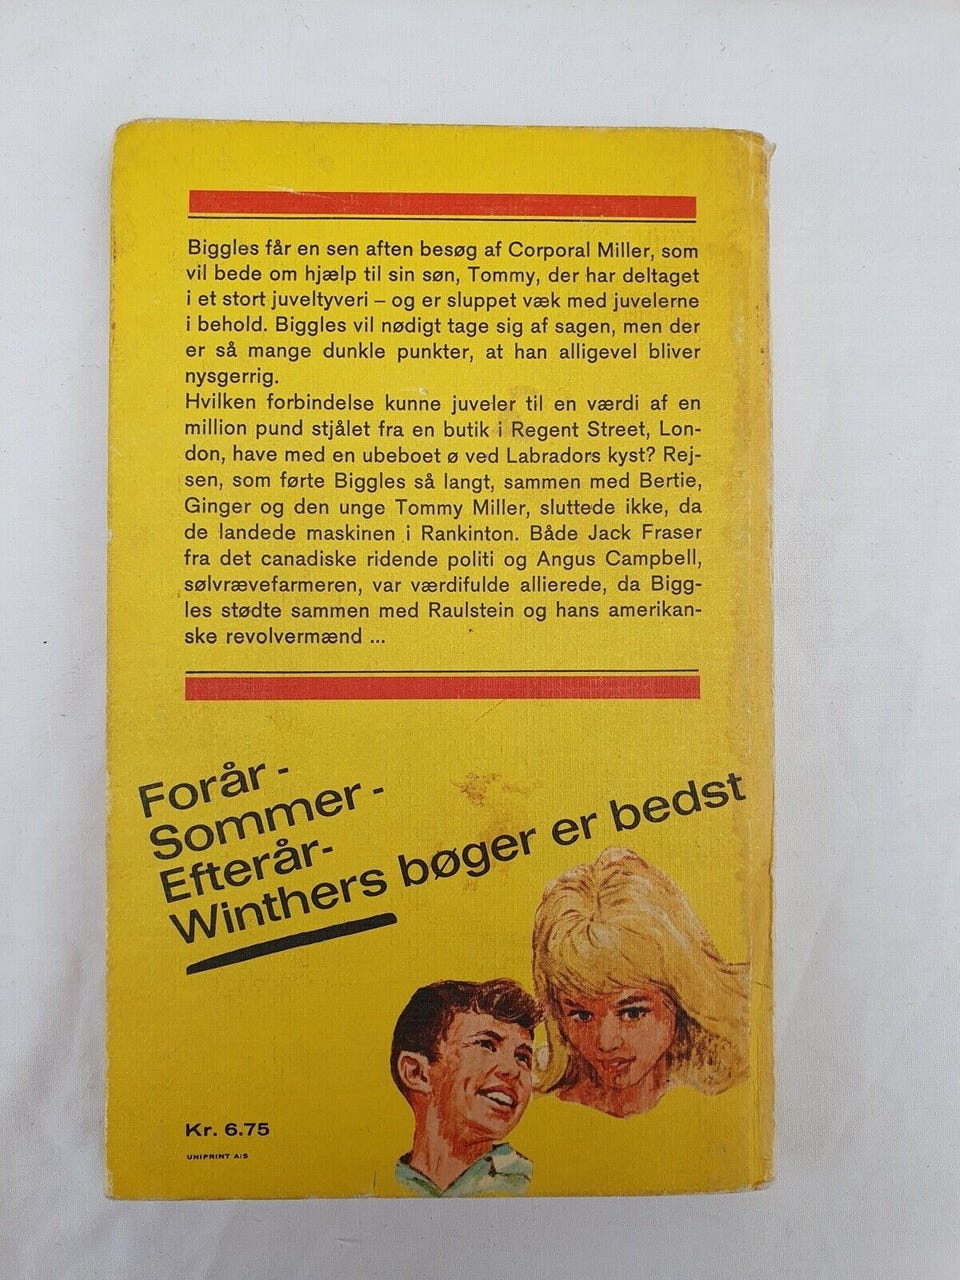 Biggles får en sen aften besøg af Corporal Miller, som
vil bede om hjælp til sin søn, Tommy, der har deltaget
i et stort juveltyveri – og er sluppet væk med juvelerne
i behold. Biggles vil nødigt tage sig af sagen, men der
er så mange dunkle punkter, at han alligevel bliver
nysgerrig.
Hvilken forbindelse kunne juveler til en værdi af en
million pund stjålet fra en butik i Regent Street, Lon-
don, have med en ubeboet ø ved Labradors kyst? Rej-
sen, som førte Biggles så langt, sammen med Bertie,
Ginger og den unge Tommy Miller, sluttede ikke, da
de landede maskinen i Rankinton. Både Jack Fraser
fra det canadiske ridende politi og Angus Campbell,
sølvrævefarmeren, var værdifulde allierede, da Bigg-
les stødte sammen med Raulstein og hans amerikan-
ske revolvermænd ...
Forår -
Sommer -
Efterår-
Winthers bøger er bedst
Kr. 6.75
UNIPRINT A/S